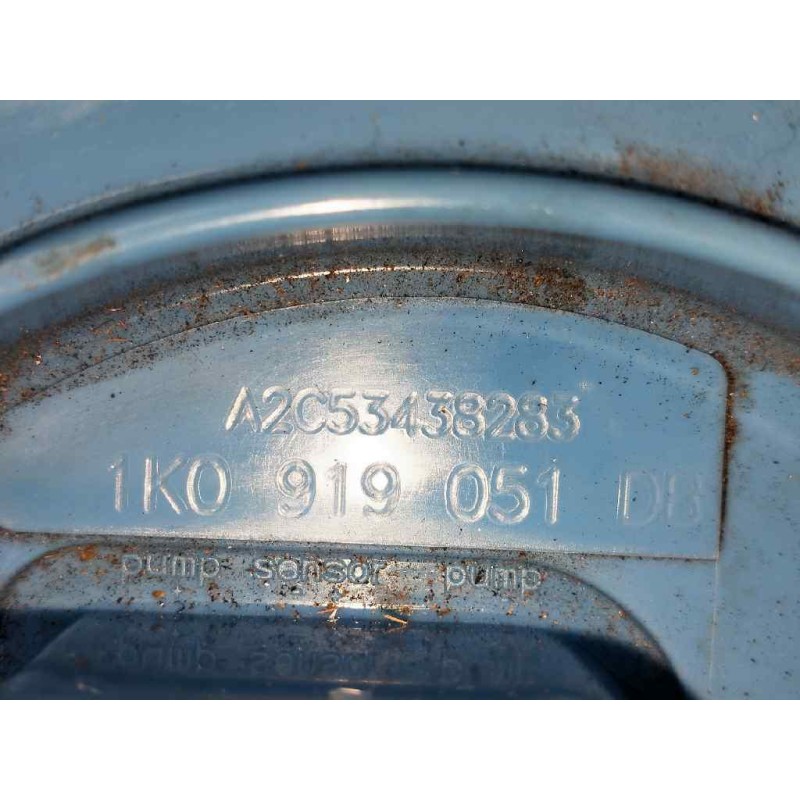 A2C53438283
1K0 919 051 DB
pump sensor pump